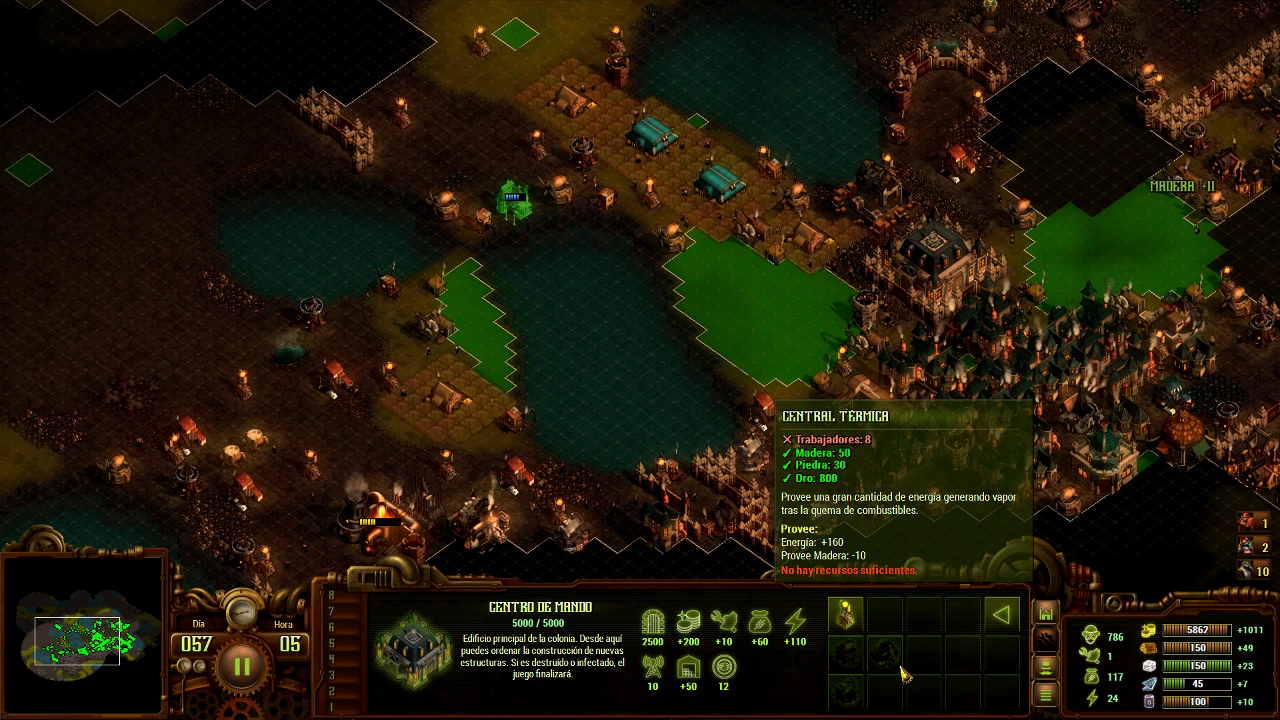 MADERA +11
CENTRAL TÉRMICA
Trabajadores: 8
Madera: 50
Piedra: 30
Oro: 800
Provee una gran cantidad de energía generando vapor
tras la quema de combustibles.
Provee:
Energía: +160
Provee Madera: -10
No hay recursos suficientes.
1
2
10
Día
Hora
057
05
8
7
6
5
4
3
2
1
CENTRO DE MANDO
5000 / 5000
Edificio principal de la colonia. Desde aquí
puedes ordenar la construcción de nuevas
estructuras. Si es destruído o infectado, el
juego finalizará.
2500 +200 +10 +60 +110
10 +50 12
786 5862 +1011
1 150 +49
117 150 +23
24 45 +7
100 +10